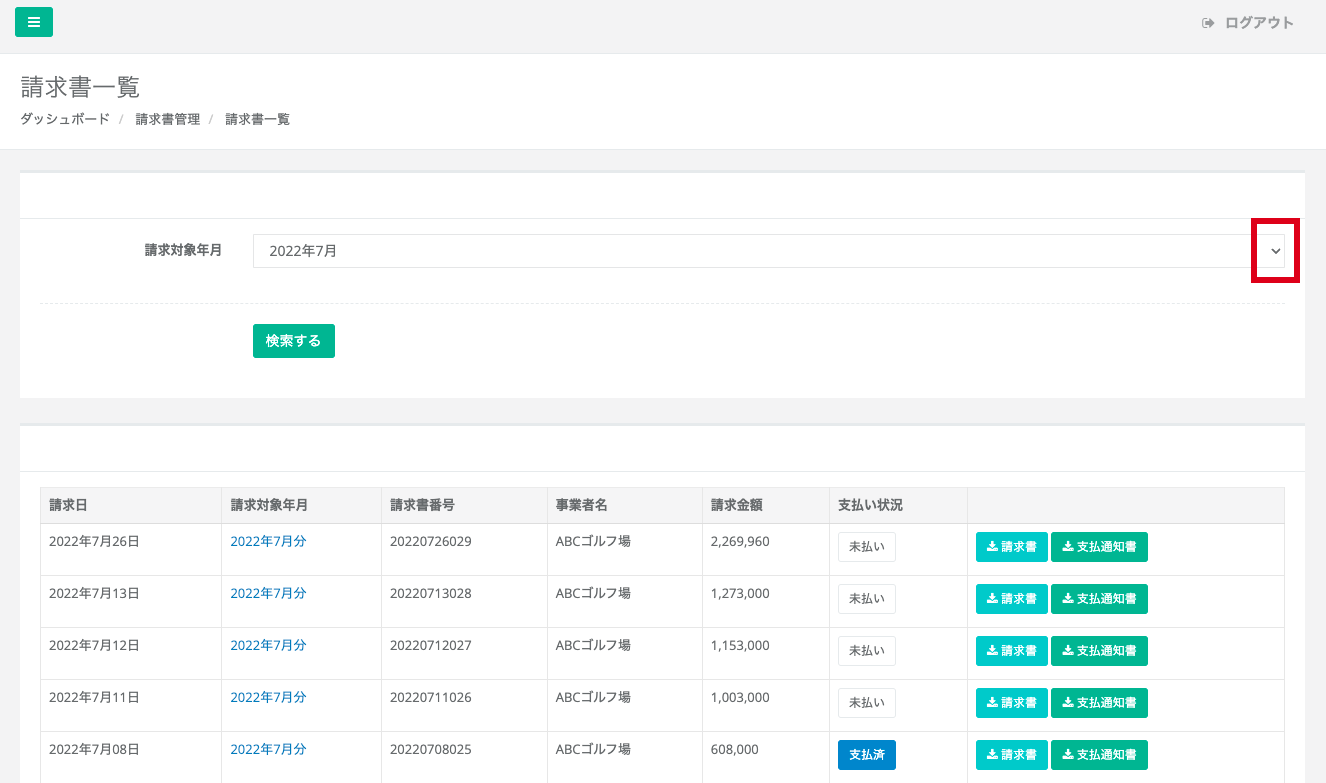 ログアウト
請求書一覧
ダッシュボード / 請求書管理 / 請求書一覧
請求対象年月 2022年7月
検索する
請求日 請求対象年月 請求書番号 事業者名 請求金額 支払い状況
2022年7月26日 2022年7月分 20220726029 ABCゴルフ場 2,269,960 未払い 請求書 支払通知書
2022年7月13日 2022年7月分 20220713028 ABCゴルフ場 1,273,000 未払い 請求書 支払通知書
2022年7月12日 2022年7月分 20220712027 ABCゴルフ場 1,153,000 未払い 請求書 支払通知書
2022年7月11日 2022年7月分 20220711026 ABCゴルフ場 1,003,000 未払い 請求書 支払通知書
2022年7月08日 2022年7月分 20220708025 ABCゴルフ場 608,000 支払済 請求書 支払通知書